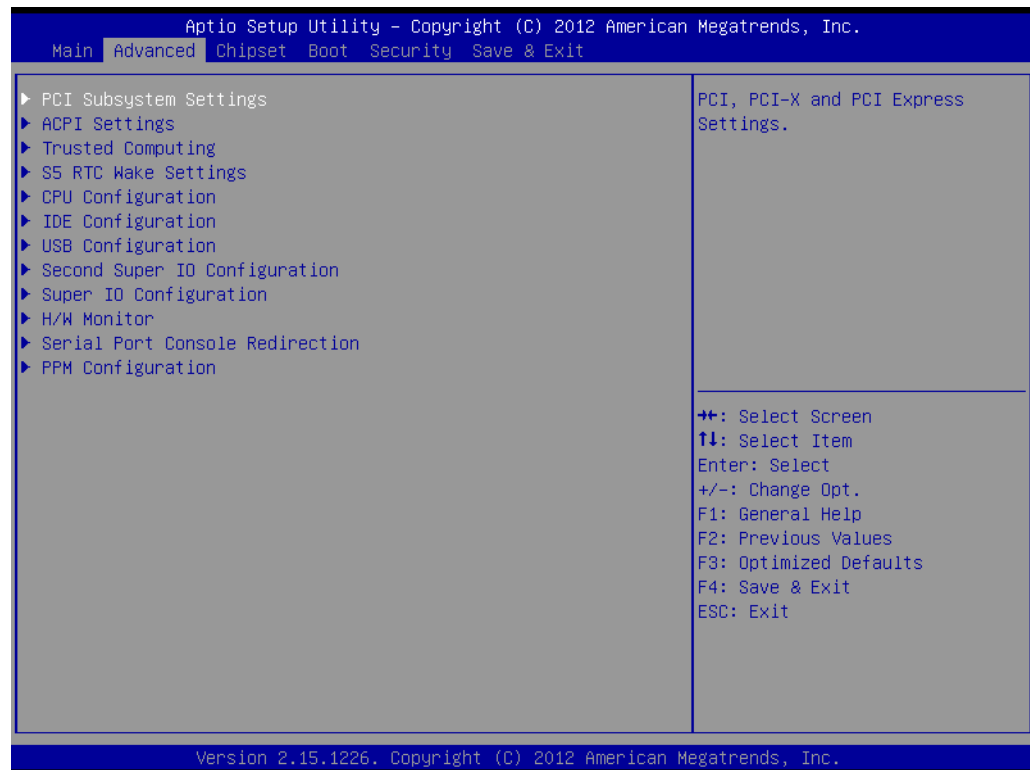 Aptio Setup Utility – Copyright (C) 2012 American Megatrends, Inc.
Main Advanced Chipset Boot Security Save & Exit
▶ PCI Subsystem Settings
▶ ACPI Settings
▶ Trusted Computing
▶ S5 RTC Wake Settings
▶ CPU Configuration
▶ IDE Configuration
▶ USB Configuration
▶ Second Super IO Configuration
▶ Super IO Configuration
▶ H/W Monitor
▶ Serial Port Console Redirection
▶ PPM Configuration
PCI, PCI-X and PCI Express
Settings.
→←: Select Screen
↑↓: Select Item
Enter: Select
+/-: Change Opt.
F1: General Help
F2: Previous Values
F3: Optimized Defaults
F4: Save & Exit
ESC: Exit
Version 2.15.1226. Copyright (C) 2012 American Megatrends, Inc.